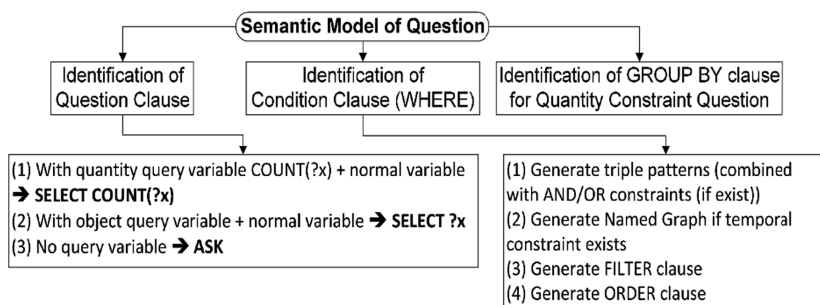 Semantic Model of Question
Identification of
Question Clause
Identification of
Condition Clause (WHERE)
Identification of GROUP BY clause
for Quantity Constraint Question
(1) With quantity query variable COUNT(?x) + normal variable
➔ SELECT COUNT(?x)
(2) With object query variable + normal variable ➔ SELECT ?x
(3) No query variable ➔ ASK
(1) Generate triple patterns (combined
with AND/OR constraints (if exist))
(2) Generate Named Graph if temporal
constraint exists
(3) Generate FILTER clause
(4) Generate ORDER clause